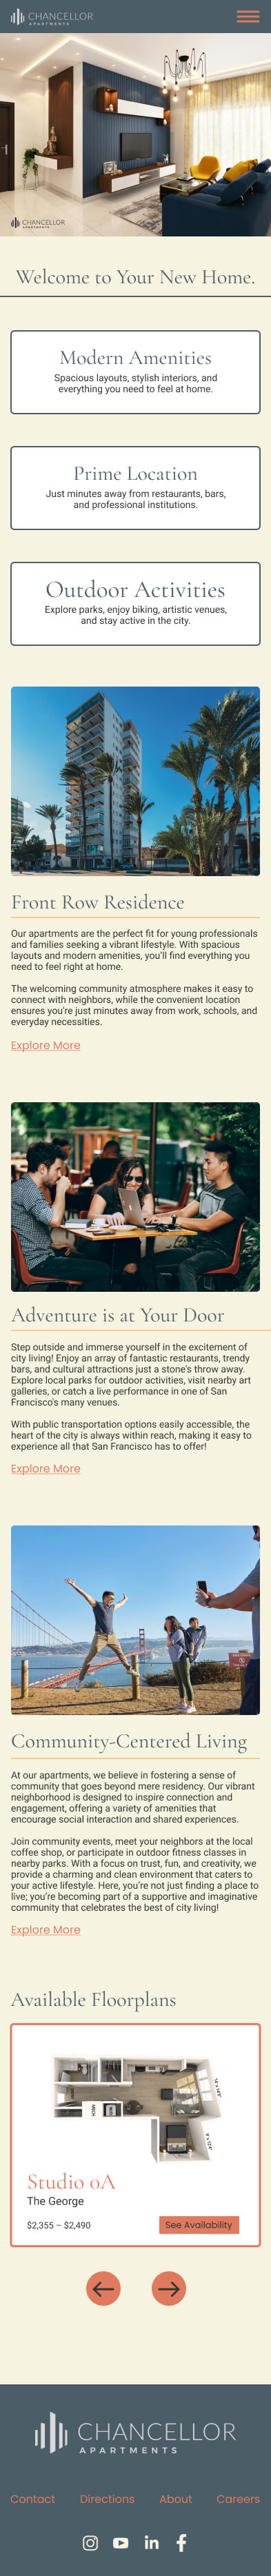 CHANCELLOR
APARTMENTS
CHANCELLOR
APARTMENTS
Welcome to Your New Home.
Modern Amenities
Spacious layouts, stylish interiors, and
everything you need to feel at home.
Prime Location
Just minutes away from restaurants, bars,
and professional institutions.
Outdoor Activities
Explore parks, enjoy biking, artistic venues,
and stay active in the city.
Front Row Residence
Our apartments are the perfect fit for young professionals
and families seeking a vibrant lifestyle. With spacious
layouts and modern amenities, you'll find everything you
need to feel right at home.
The welcoming community atmosphere makes it easy to
connect with neighbors, while the convenient location
ensures you're just minutes away from work, schools, and
everyday necessities.
Explore More
Adventure is at Your Door
Step outside and immerse yourself in the excitement of
city living! Enjoy an array of fantastic restaurants, trendy
bars, and cultural attractions just a stone's throw away.
Explore local parks for outdoor activities, visit nearby art
galleries, or catch a live performance in one of San
Francisco's many venues.
With public transportation options easily accessible, the
heart of the city is always within reach, making it easy to
experience all that San Francisco has to offer!
Explore More
Community-Centered Living
At our apartments, we believe in fostering a sense of
community that goes beyond mere residency. Our vibrant
neighborhood is designed to inspire connection and
engagement, offering a variety of amenities that
encourage social interaction and shared experiences.
Join community events, meet your neighbors at the local
coffee shop, or participate in outdoor fitness classes in
nearby parks. With a focus on trust, fun, and creativity, we
provide a charming and clean environment that caters to
your active lifestyle. Here, you're not just finding a place to
live; you're becoming part of a supportive and imaginative
community that celebrates the best of city living!
Explore More
Available Floorplans
MECH
Studio 0A
The George
$2,355 – $2,490
See Availability
CHANCELLOR
APARTMENTS
Contact Directions About Careers